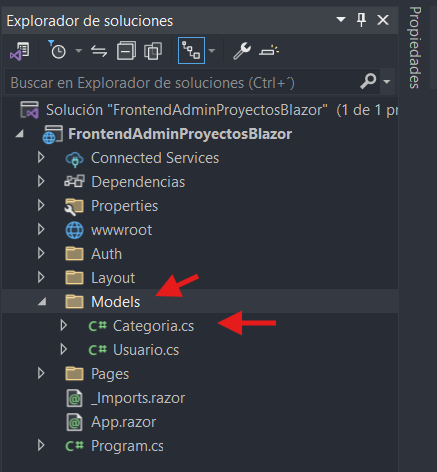 Explorador de soluciones
Buscar en Explorador de soluciones (Ctrl+´)
Solución "FrontendAdminProyectosBlazor" (1 de 1 pr
FrontendAdminProyectosBlazor
Connected Services
Dependencias
Properties
wwwroot
Auth
Layout
Models
C# Categoria.cs
C# Usuario.cs
Pages
_Imports.razor
App.razor
C# Program.cs
Propiedades